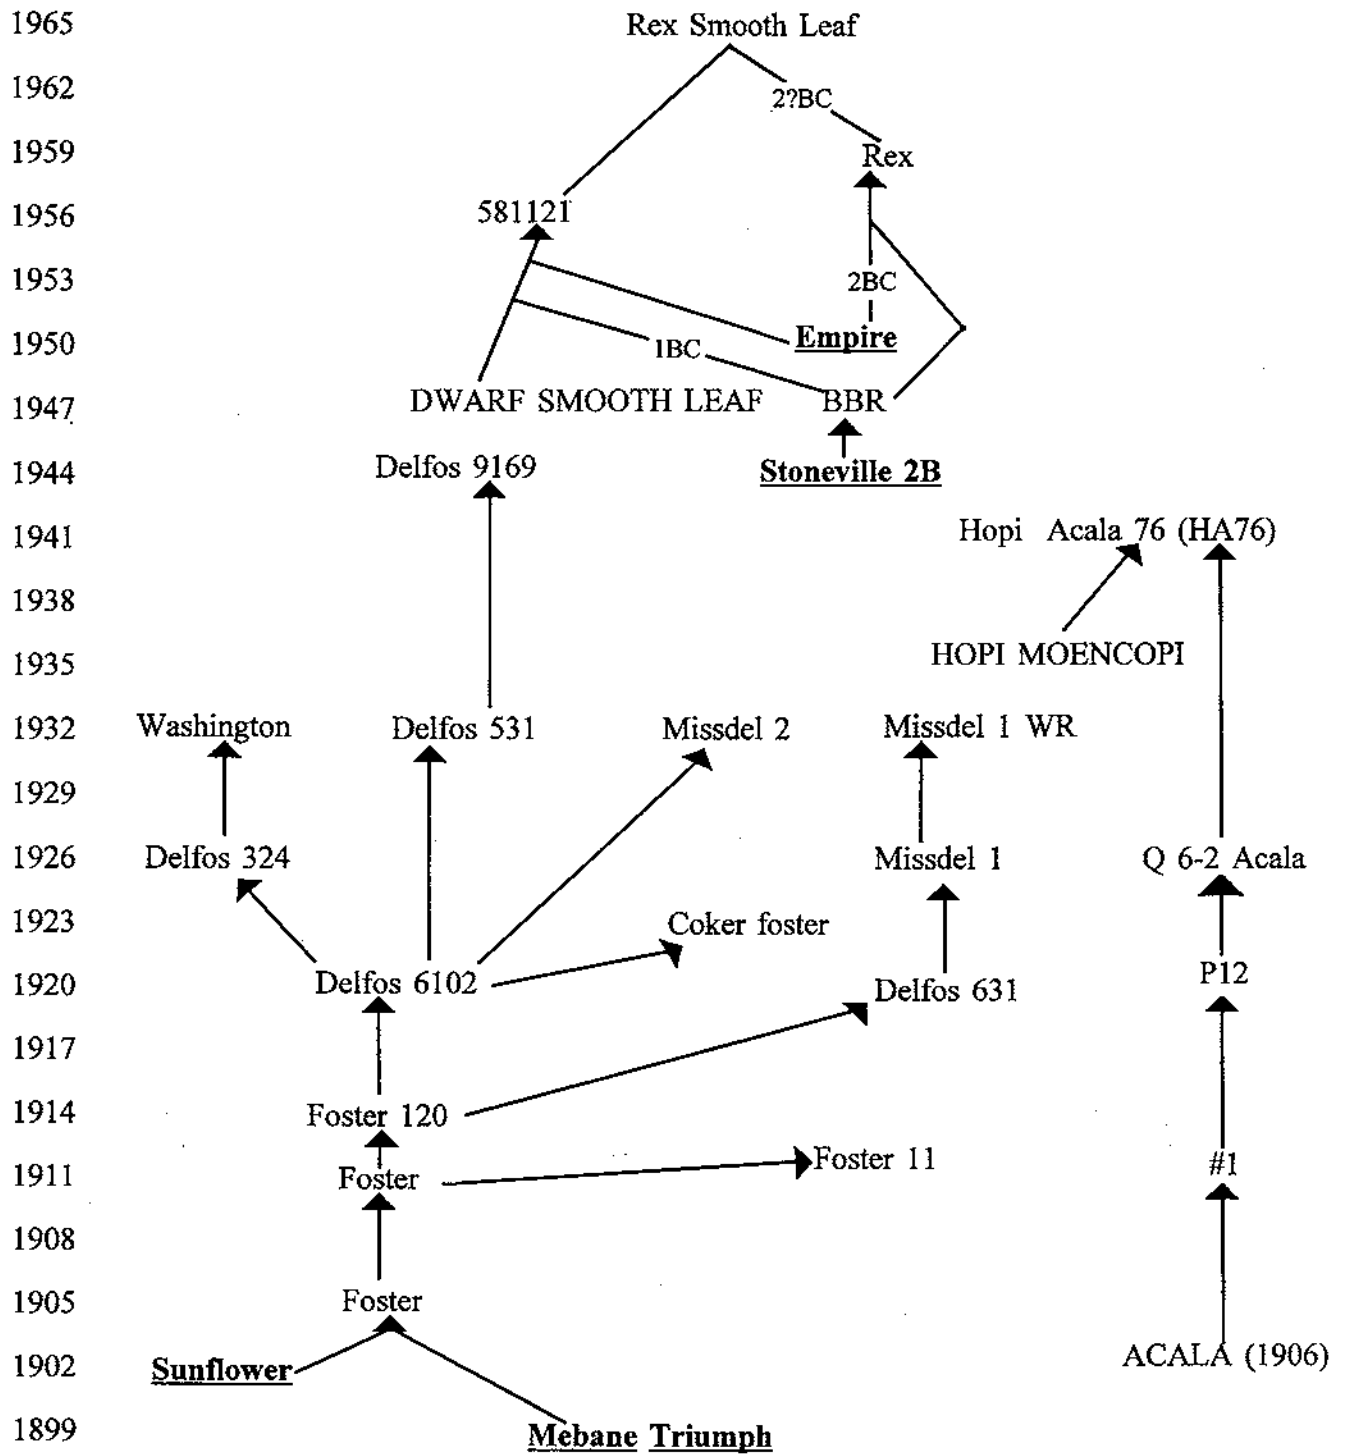 1965 Rex Smooth Leaf
1962 2?BC
1959 Rex
1956 581121
1953 2BC
1950 Empire
1BC
1947 DWARF SMOOTH LEAF BBR
1944 Delfos 9169 Stoneville 2B
1941 Hopi Acala 76 (HA76)
1938
1935 HOPI MOENCOPI
1932 Washington Delfos 531 Missdel 2 Missdel 1 WR
1929
1926 Delfos 324 Missdel 1 Q 6-2 Acala
1923 Coker foster
1920 Delfos 6102 Delfos 631 P12
1917
1914 Foster 120
1911 Foster Foster 11 #1
1908
1905 Foster
1902 Sunflower ACALA (1906)
1899 Mebane Triumph